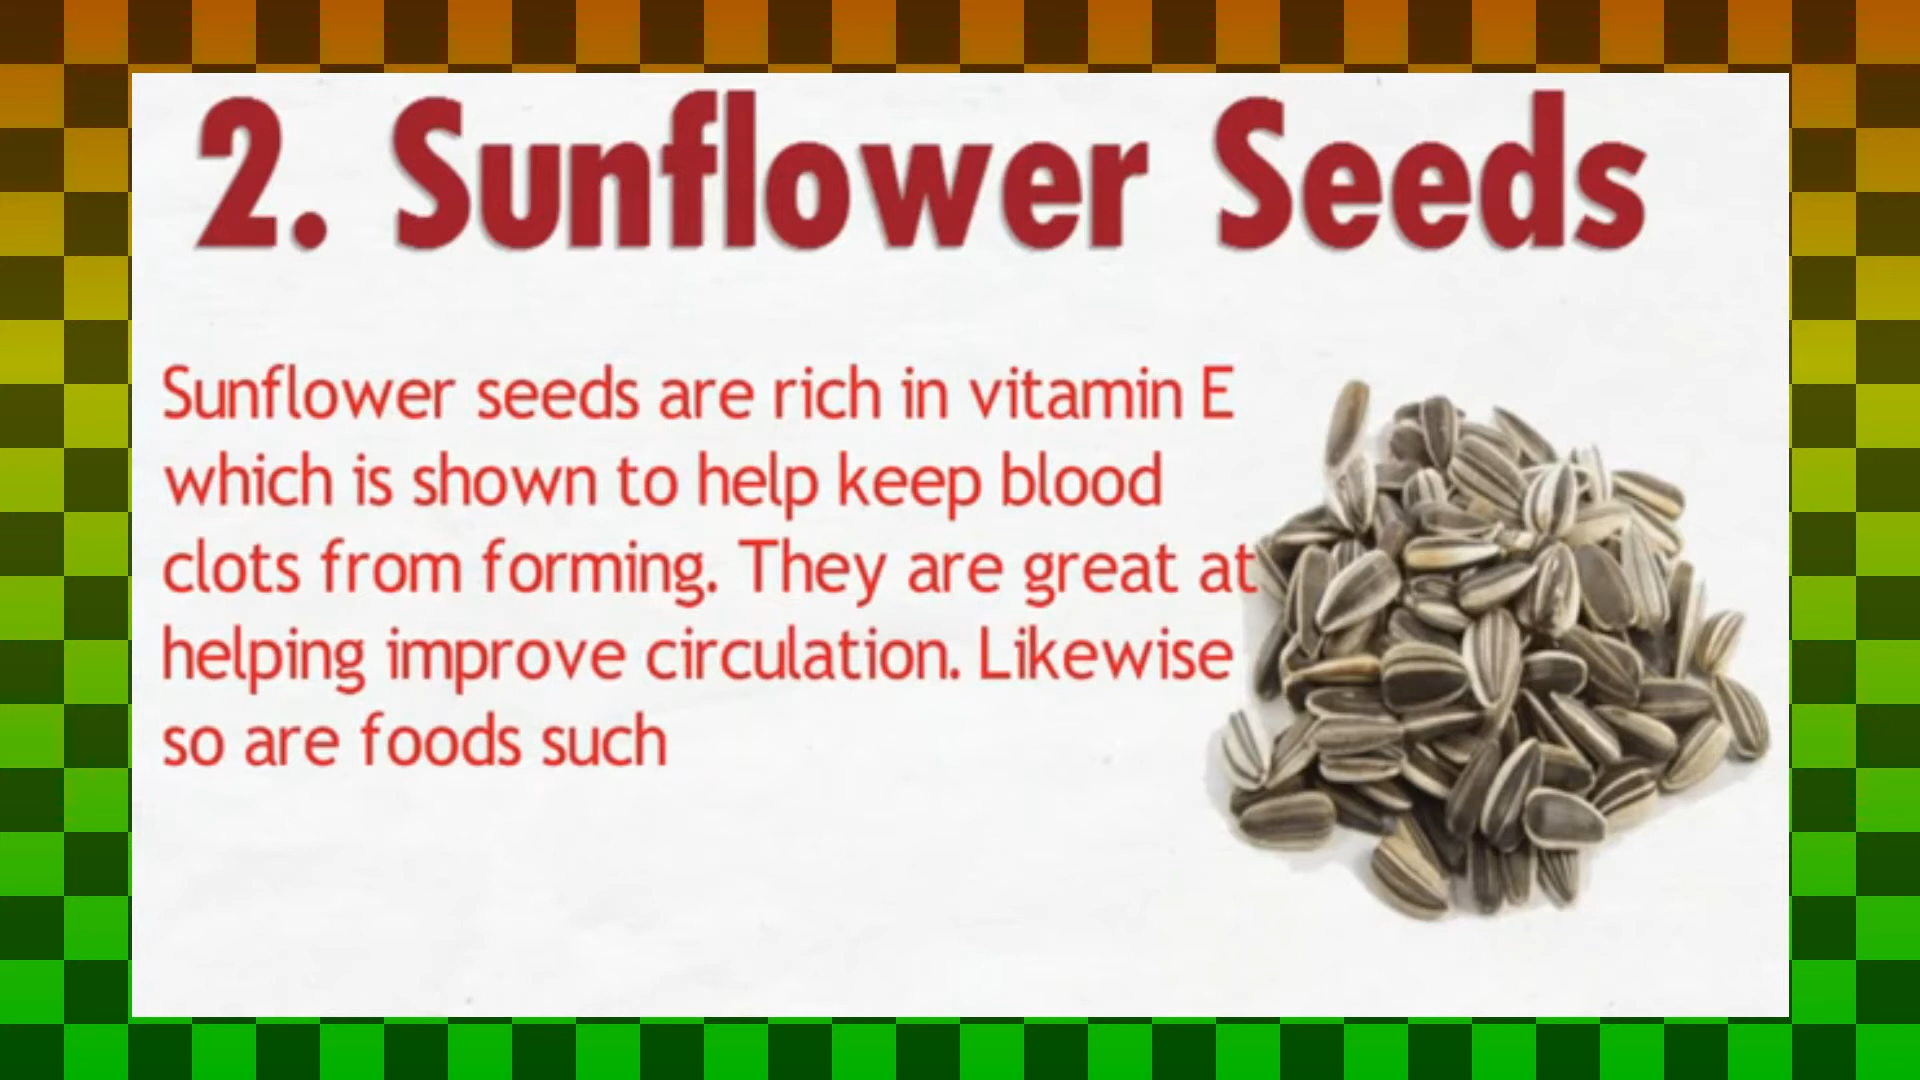 2. Sunflower Seeds
Sunflower seeds are rich in vitamin E
which is shown to help keep blood
clots from forming. They are great at
helping improve circulation. Likewise
so are foods such